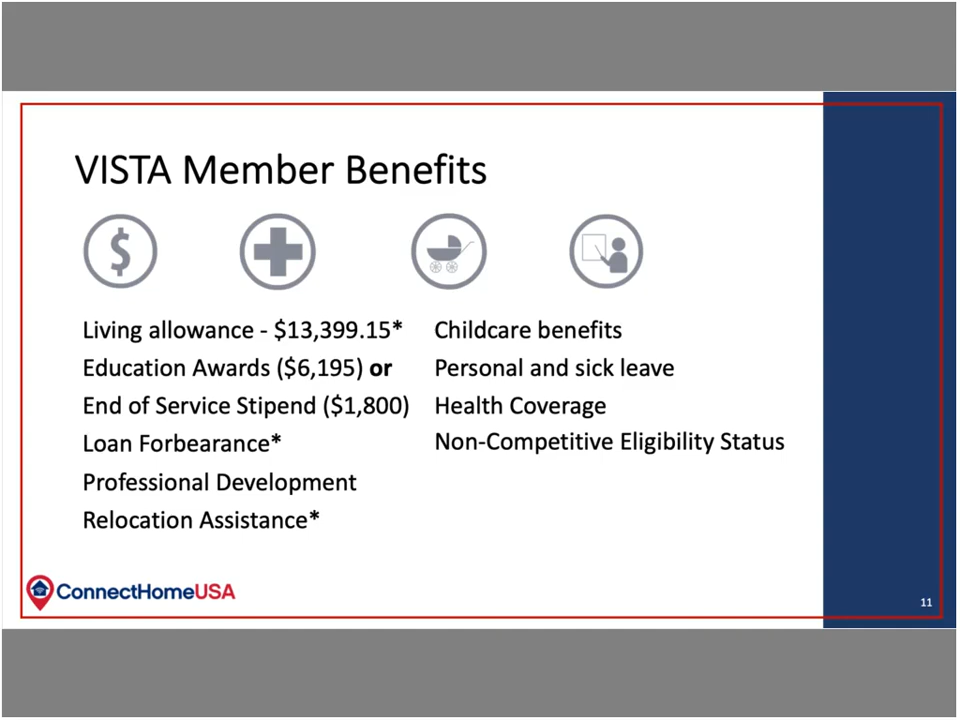 VISTA Member Benefits
$
Living allowance - $13,399.15*
Education Awards ($6,195) or
End of Service Stipend ($1,800)
Loan Forbearance*
Professional Development
Relocation Assistance*
Childcare benefits
Personal and sick leave
Health Coverage
Non-Competitive Eligibility Status
ConnectHomeUSA
11